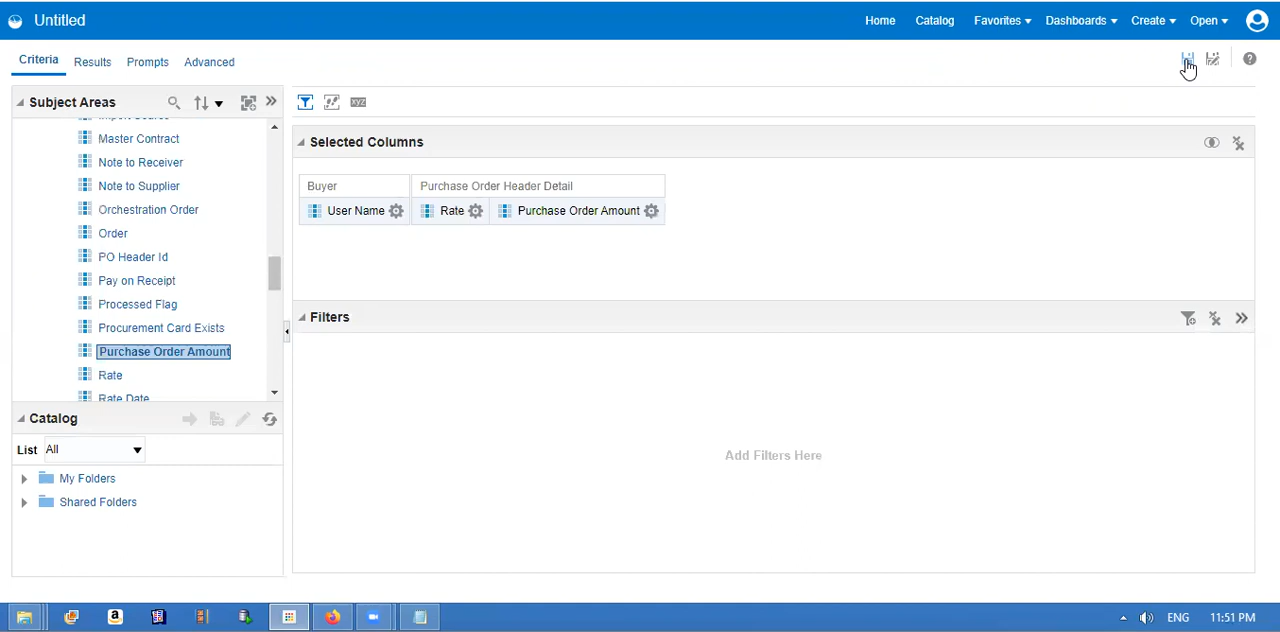 Untitled
Home Catalog Favorites Dashboards Create Open
Criteria Results Prompts Advanced
Subject Areas
Master Contract
Note to Receiver
Note to Supplier
Orchestration Order
Order
PO Header Id
Pay on Receipt
Processed Flag
Procurement Card Exists
Purchase Order Amount
Rate
Rate Date
Catalog
List All
My Folders
Shared Folders
XYZ
Selected Columns
Buyer Purchase Order Header Detail
User Name Rate Purchase Order Amount
Filters
Add Filters Here
ENG 11:51 PM